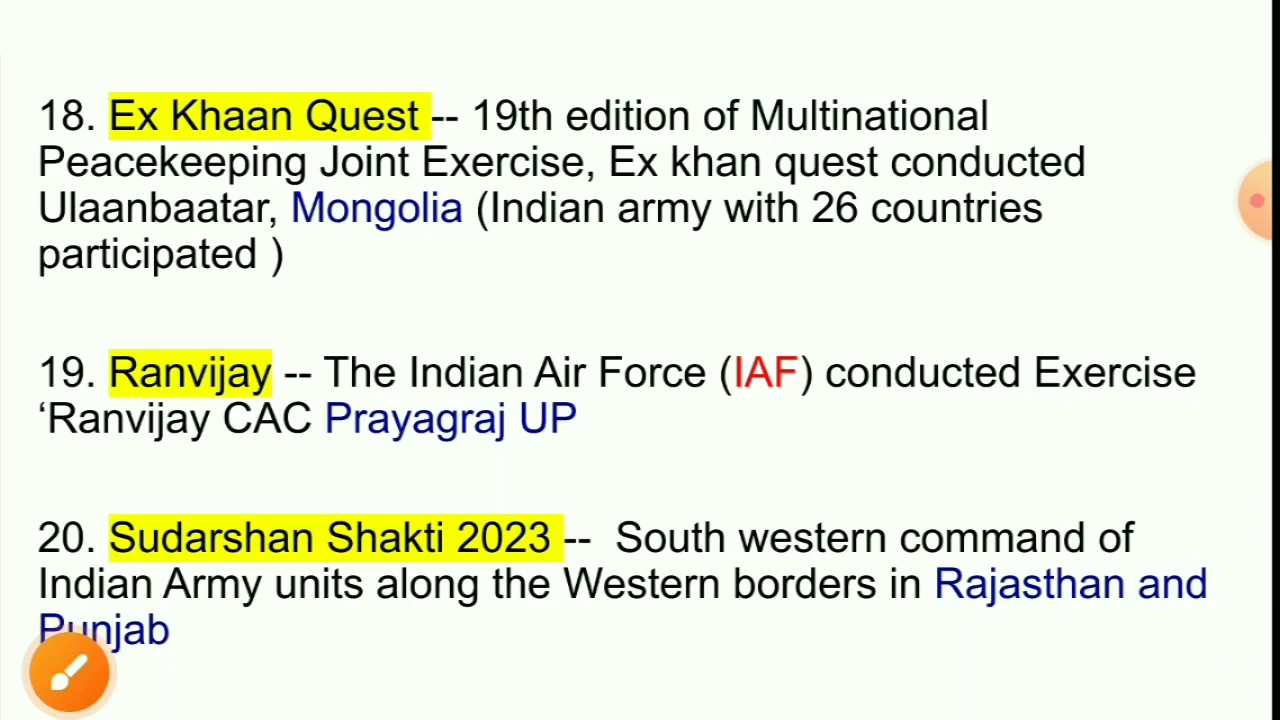 18. Ex Khaan Quest -- 19th edition of Multinational
Peacekeeping Joint Exercise, Ex khan quest conducted
Ulaanbaatar, Mongolia (Indian army with 26 countries
participated )
19. Ranvijay -- The Indian Air Force (IAF) conducted Exercise
‘Ranvijay CAC Prayagraj UP
20. Sudarshan Shakti 2023 --  South western command of
Indian Army units along the Western borders in Rajasthan and
Punjab